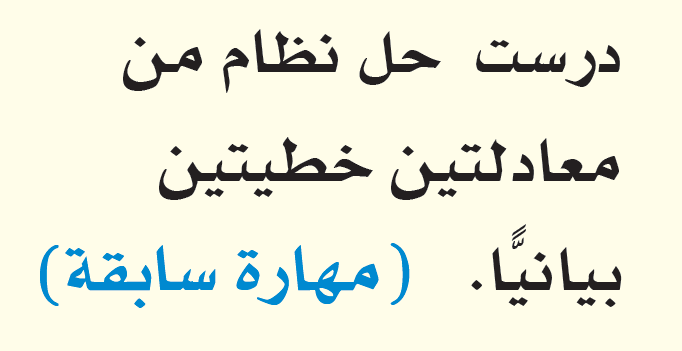 درست حل نظام من
معادلتين خطيتين
بيانيًّا. (مهارة سابقة)